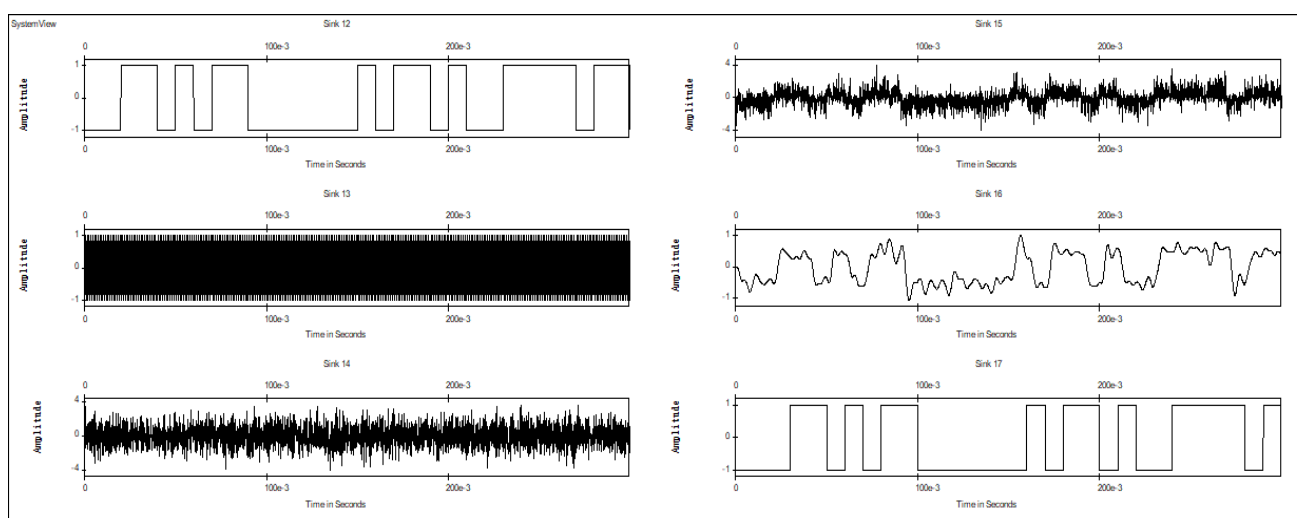 SystemView
Sink 12
0 100e-3 200e-3
Amplitude
1
0
-1
0 100e-3 200e-3
Time in Seconds
Sink 13
0 100e-3 200e-3
Amplitude
1
0
-1
0 100e-3 200e-3
Time in Seconds
Sink 14
0 100e-3 200e-3
Amplitude
4
0
-4
0 100e-3 200e-3
Time in Seconds
Sink 15
0 100e-3 200e-3
Amplitude
4
0
-4
0 100e-3 200e-3
Time in Seconds
Sink 16
0 100e-3 200e-3
Amplitude
1
0
-1
0 100e-3 200e-3
Time in Seconds
Sink 17
0 100e-3 200e-3
Amplitude
1
0
-1
0 100e-3 200e-3
Time in Seconds